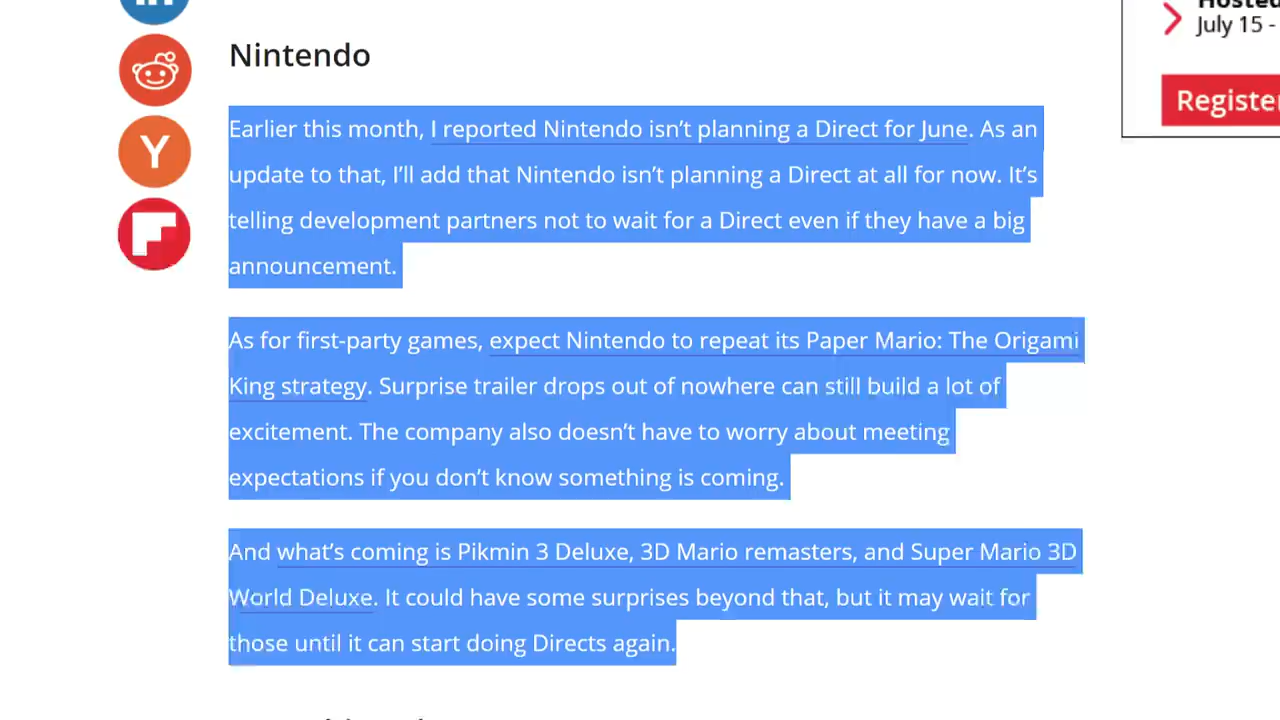 Hosted
July 15 -
Nintendo
Register
Earlier this month, I reported Nintendo isn’t planning a Direct for June. As an
update to that, I’ll add that Nintendo isn’t planning a Direct at all for now. It’s
telling development partners not to wait for a Direct even if they have a big
announcement.
As for first-party games, expect Nintendo to repeat its Paper Mario: The Origami
King strategy. Surprise trailer drops out of nowhere can still build a lot of
excitement. The company also doesn’t have to worry about meeting
expectations if you don’t know something is coming.
And what’s coming is Pikmin 3 Deluxe, 3D Mario remasters, and Super Mario 3D
World Deluxe. It could have some surprises beyond that, but it may wait for
those until it can start doing Directs again.